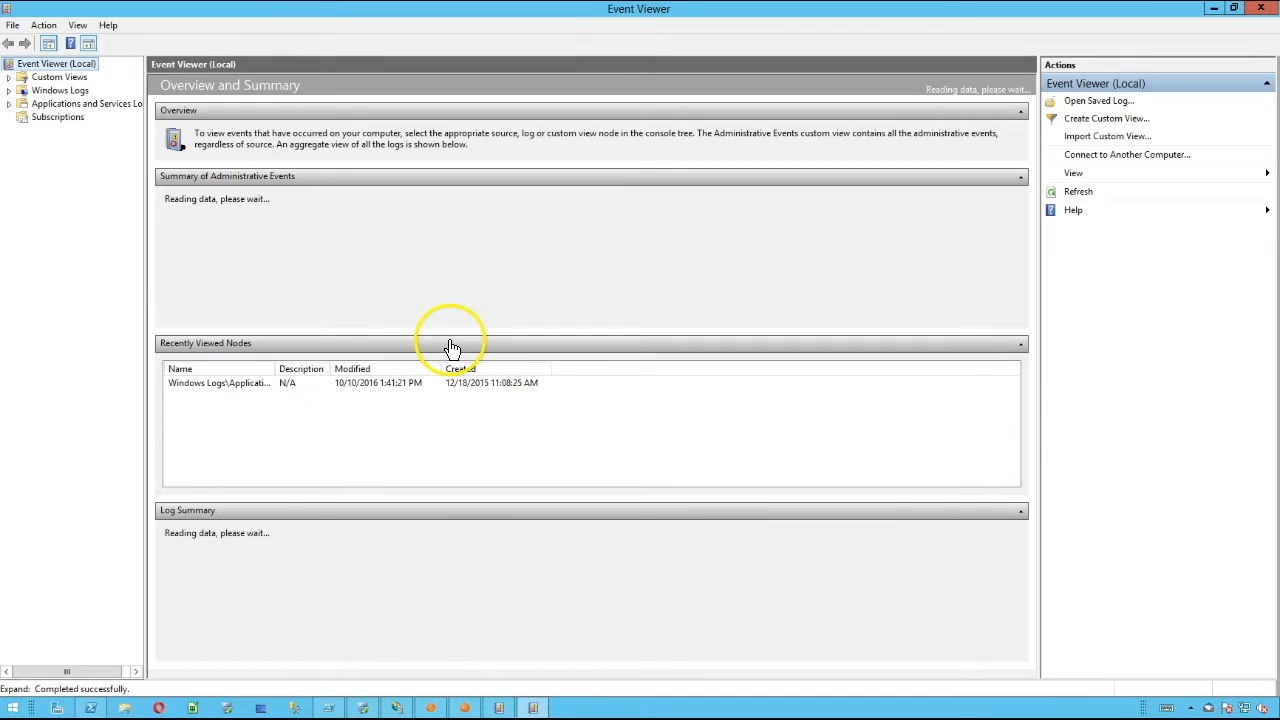 Event Viewer
File Action View Help
Event Viewer (Local)
Custom Views
Windows Logs
Applications and Services Lo
Subscriptions
Event Viewer (Local)
Overview and Summary
Reading data, please wait...
Overview
To view events that have occurred on your computer, select the appropriate source, log or custom view node in the console tree. The Administrative Events custom view contains all the administrative events,
regardless of source. An aggregate view of all the logs is shown below.
Summary of Administrative Events
Reading data, please wait...
Recently Viewed Nodes
Name Description Modified Created
Windows Logs\Applicati... N/A 10/10/2016 1:41:21 PM 12/18/2015 11:08:25 AM
Log Summary
Reading data, please wait...
Actions
Event Viewer (Local)
Open Saved Log...
Create Custom View...
Import Custom View...
Connect to Another Computer...
View
Refresh
Help
Expand: Completed successfully.